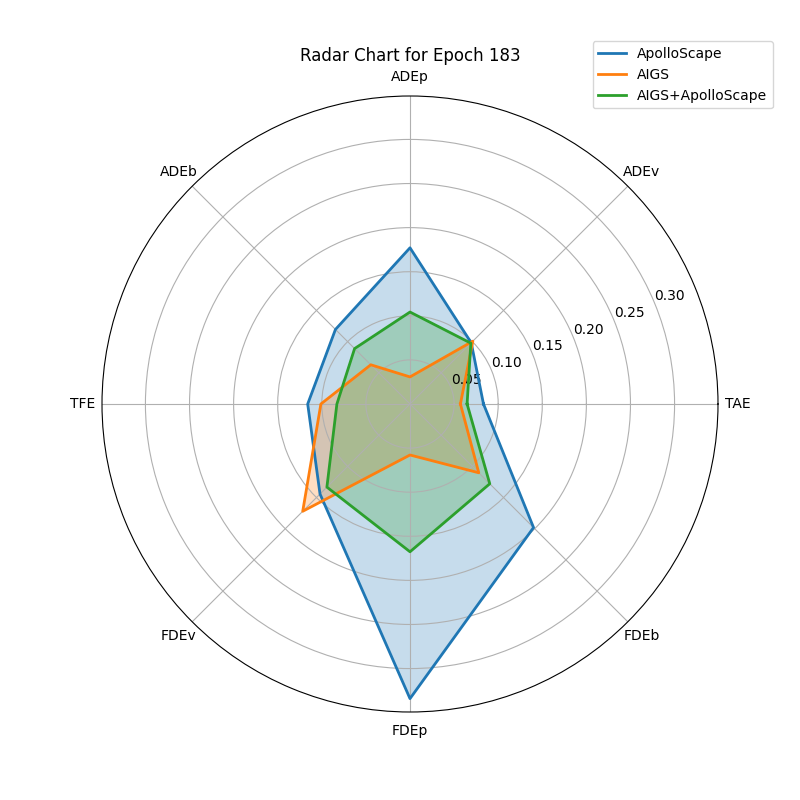 Radar Chart for Epoch 183
ApolloScape
AIGS
AIGS+ApolloScape
ADEp
ADEb
ADEv
0.30
0.25
0.20
0.15
0.10
0.05
TFE
TAE
FDEv
FDEb
FDEp